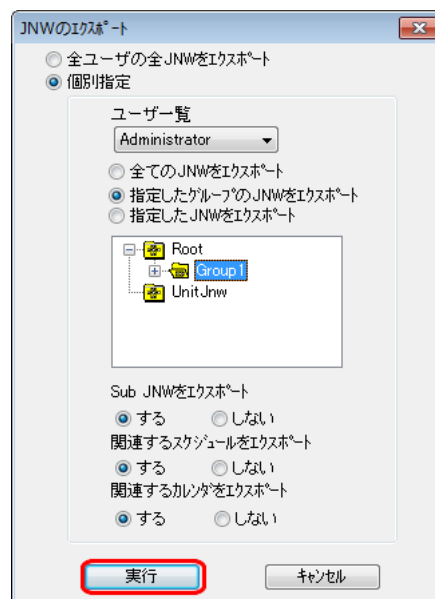 JNWのｴｸｽﾎﾟｰﾄ
全ユーザの全JNWをｴｸｽﾎﾟｰﾄ
個別指定
ユーザー覧
Administrator
全てのJNWをｴｸｽﾎﾟｰﾄ
指定したｸﾞﾙｰﾌﾟのJNWをｴｸｽﾎﾟｰﾄ
指定したJNWをｴｸｽﾎﾟｰﾄ
Root
Group1
UnitJnw
Sub JNWをｴｸｽﾎﾟｰﾄ
する しない
関連するｽｹｼﾞｭｰﾙをｴｸｽﾎﾟｰﾄ
する しない
関連するｶﾚﾝﾀﾞをｴｸｽﾎﾟｰﾄ
する しない
実行 ｷｬﾝｾﾙ